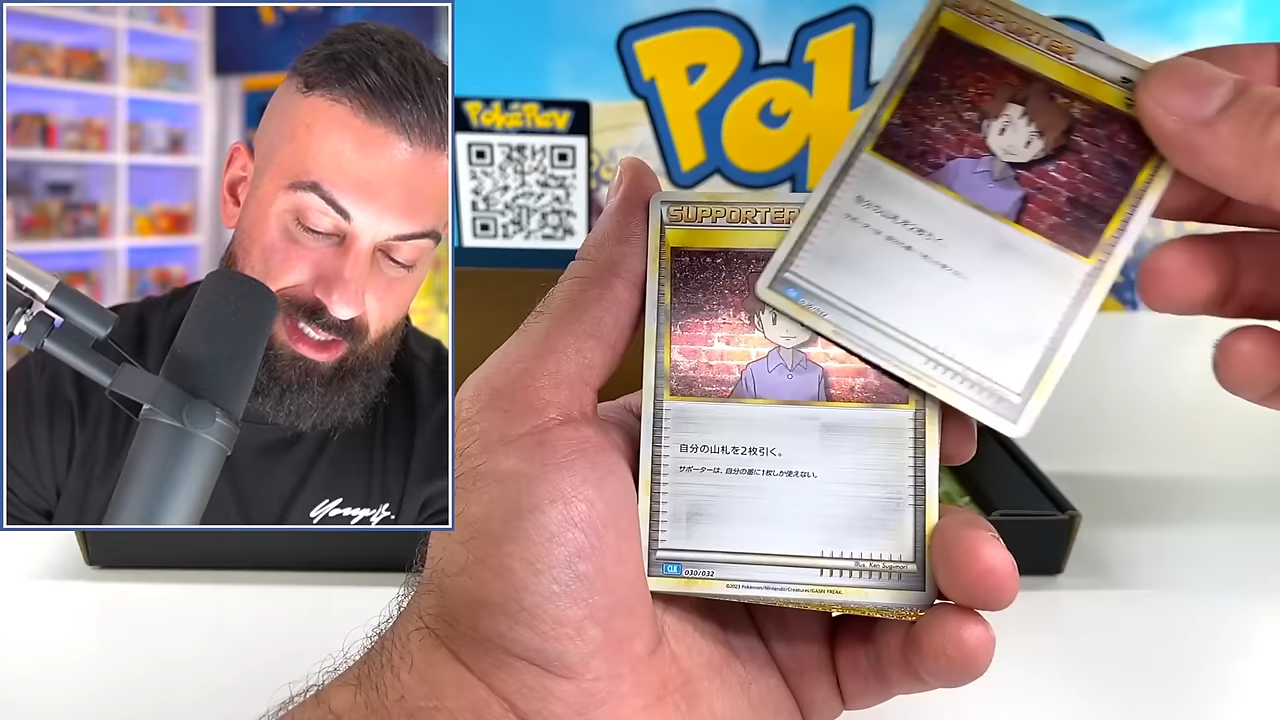 PokéRev
Pok
SUPPORTER
SUPPORTER
自分の山札を2枚引く。
サポーターは、自分の番に1枚しか使えない。
Illus. Ken Sugimori
CLL 030/032
©2023 Pokémon/Nintendo/Creatures/GAME FREAK.